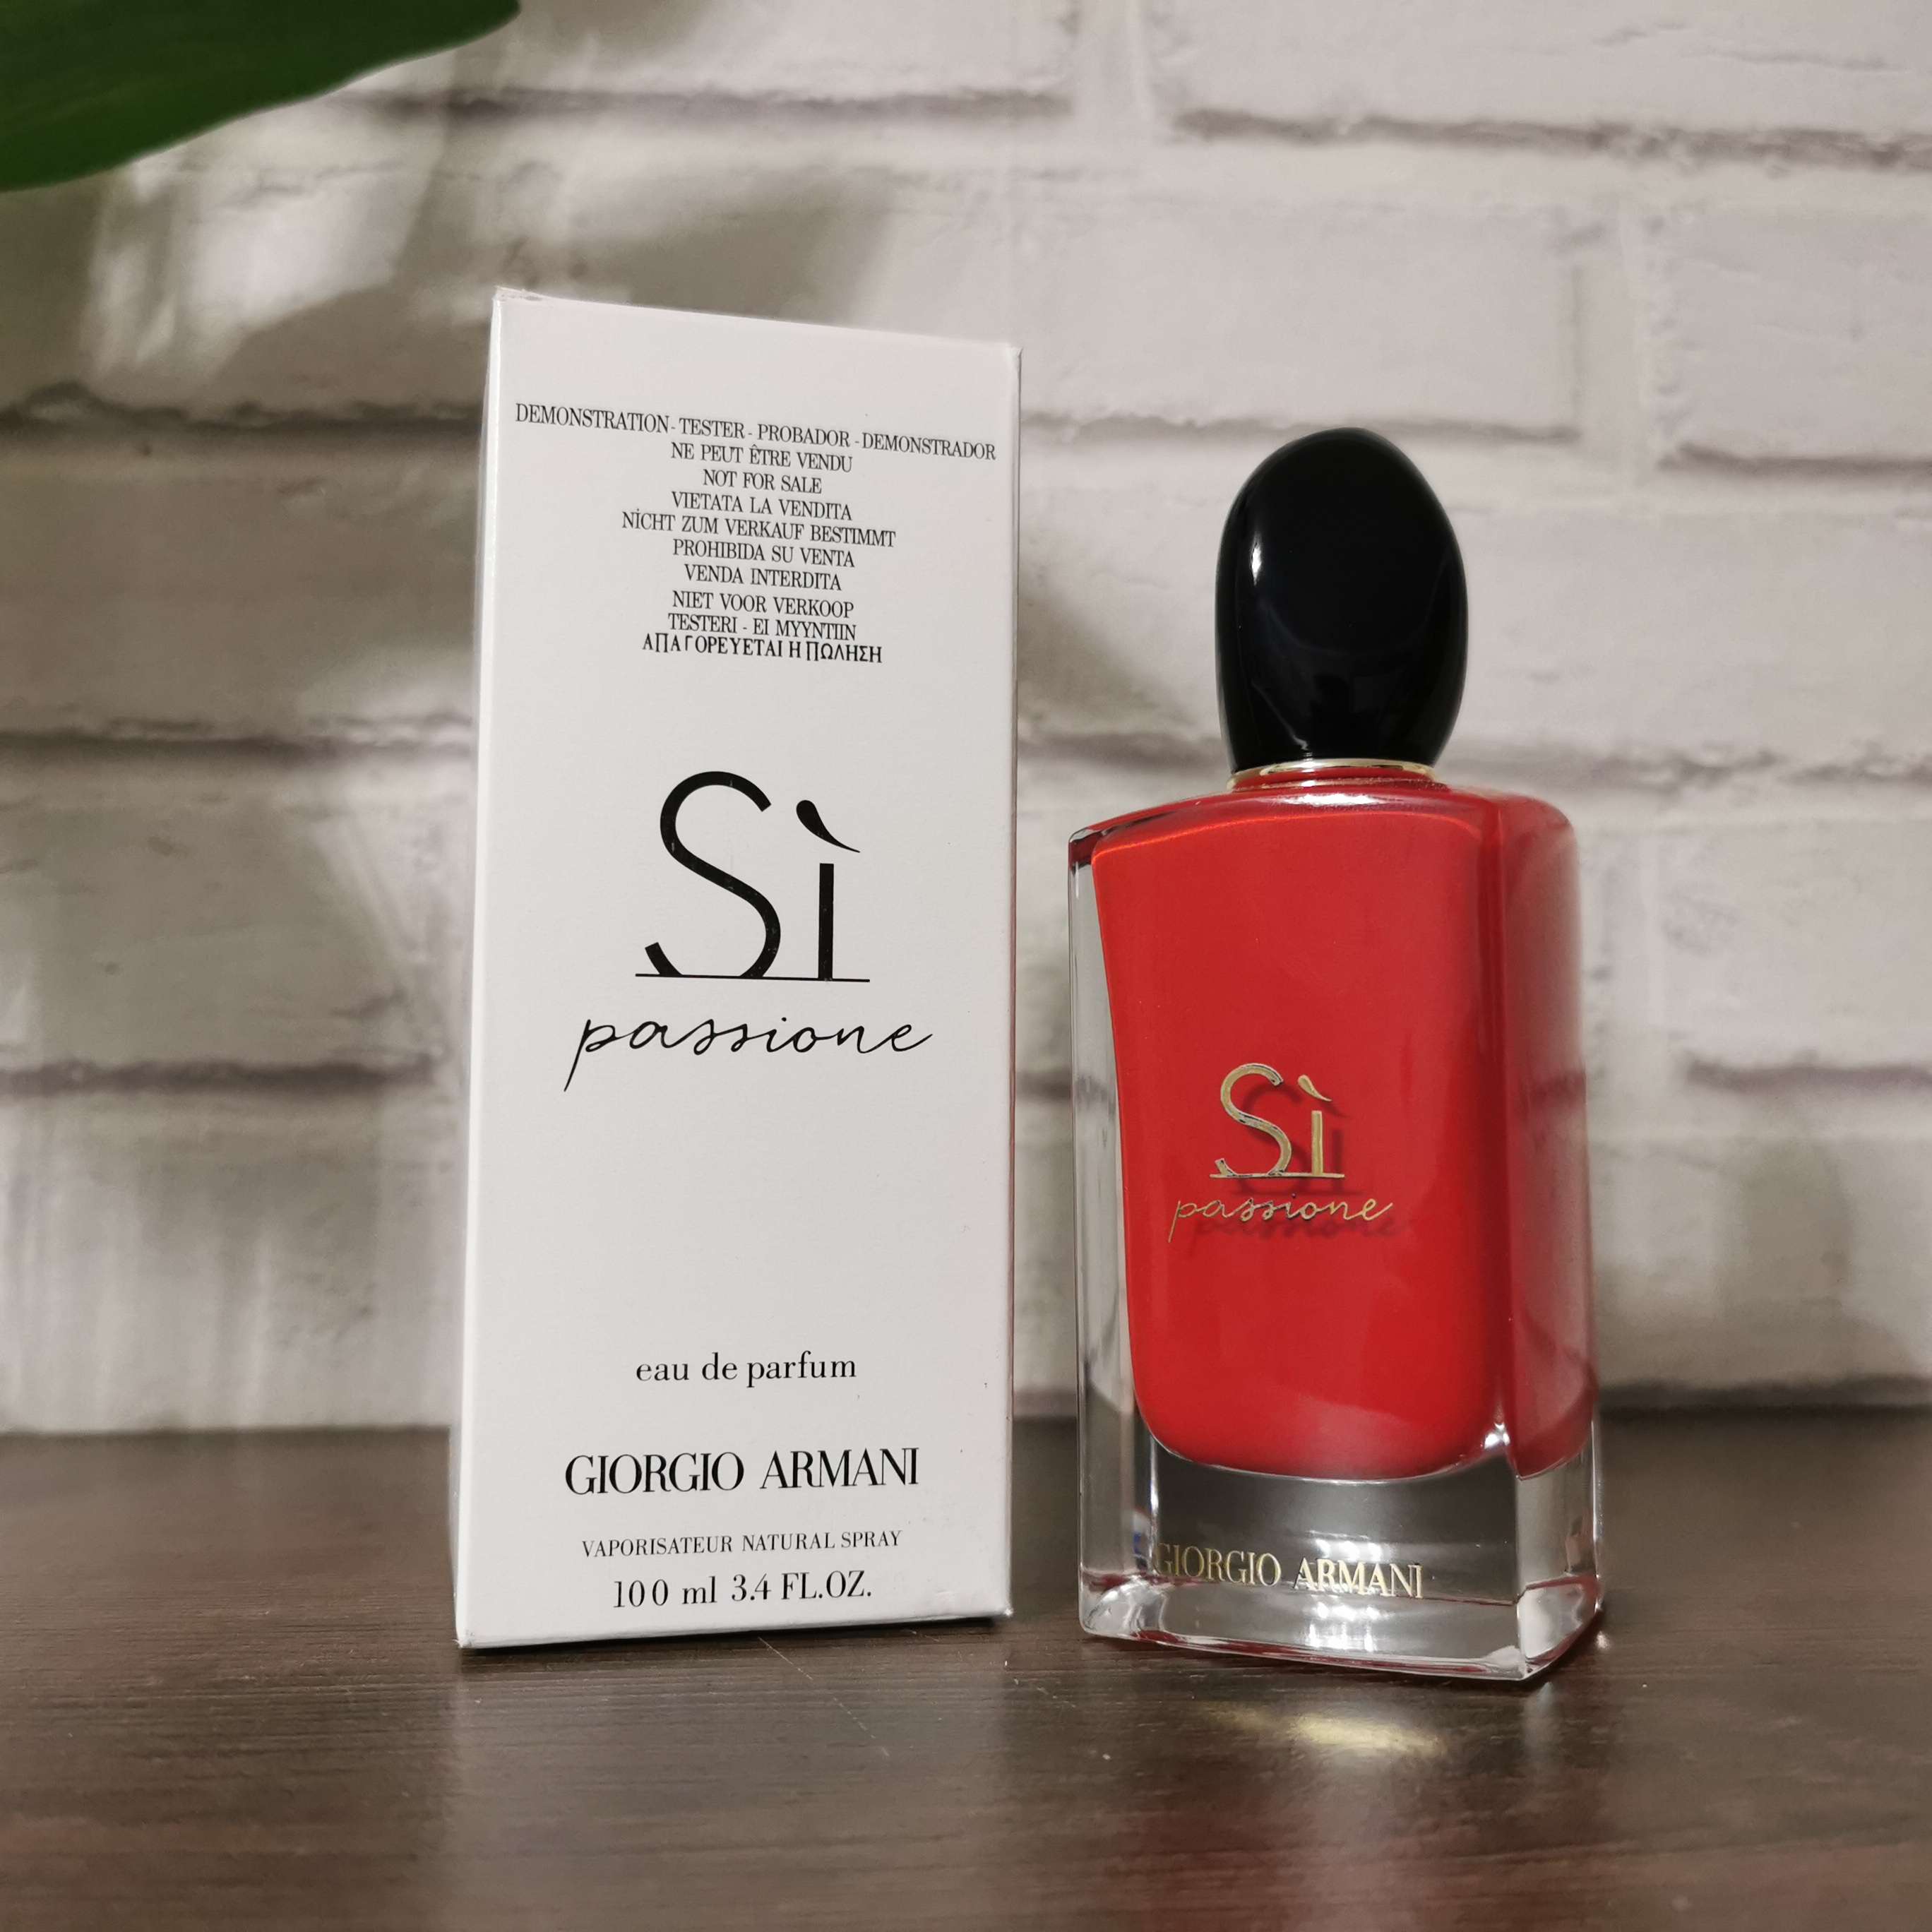 DEMONSTRATION - TESTER - PROBADOR - DEMONSTRADOR
NE PEUT ÊTRE VENDU
NOT FOR SALE
VIETATA LA VENDITA
NİCHT ZUM VERKAUF BESTIMMT
PROHIBIDA SU VENTA
VENDA INTERDITA
NIET VOOR VERKOOP
TESTERI - EI MYYNTIIN
ΑΠΑΓΟΡΕΥΕΤΑΙ Η ΠΩΛΗΣΗ
Sì
passione
eau de parfum
GIORGIO ARMANI
VAPORISATEUR NATURAL SPRAY
100 ml 3.4 FL.OZ.
Sì
passione
GIORGIO ARMANI